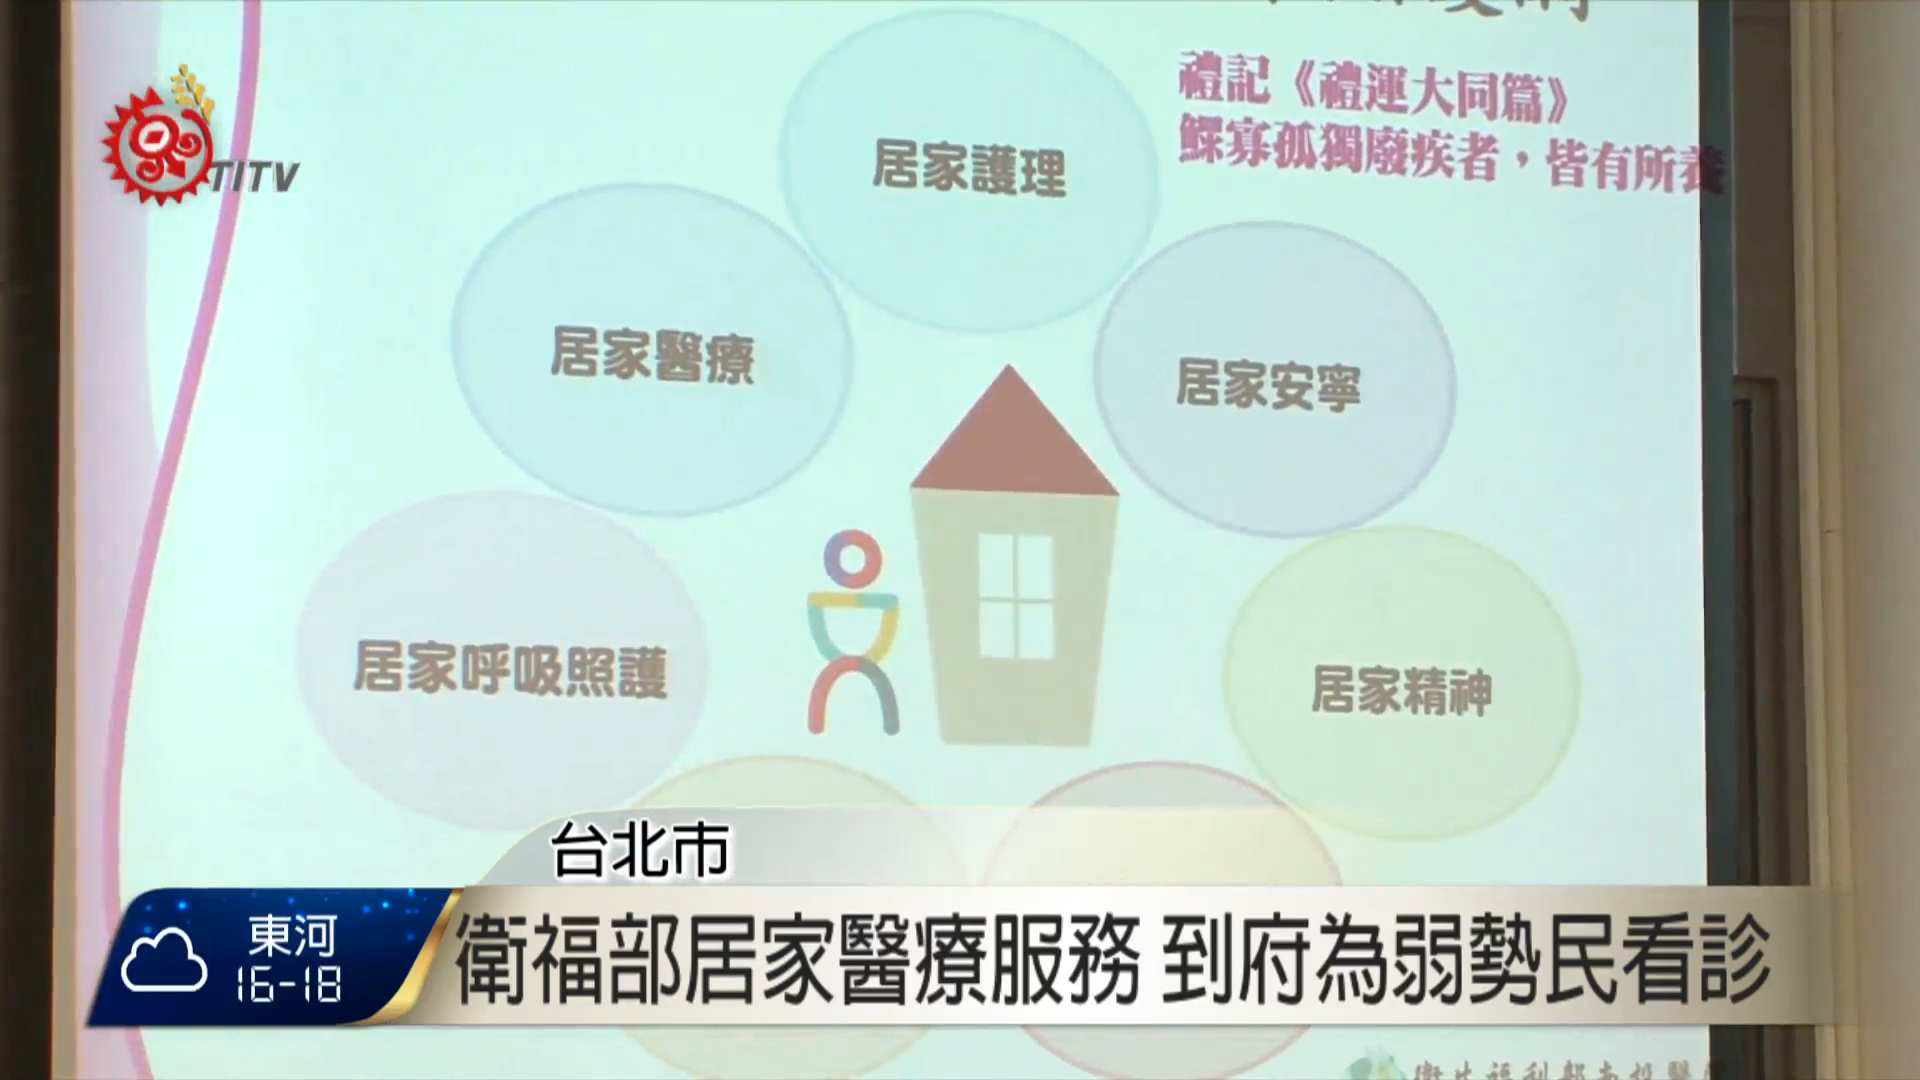 禮記《禮運大同篇》
鰥寡孤獨廢疾者，皆有所養
TITV
居家護理
居家醫療
居家安寧
居家呼吸照護
居家精神
台北市
東河
16-18
衛福部居家醫療服務 到府為弱勢民看診